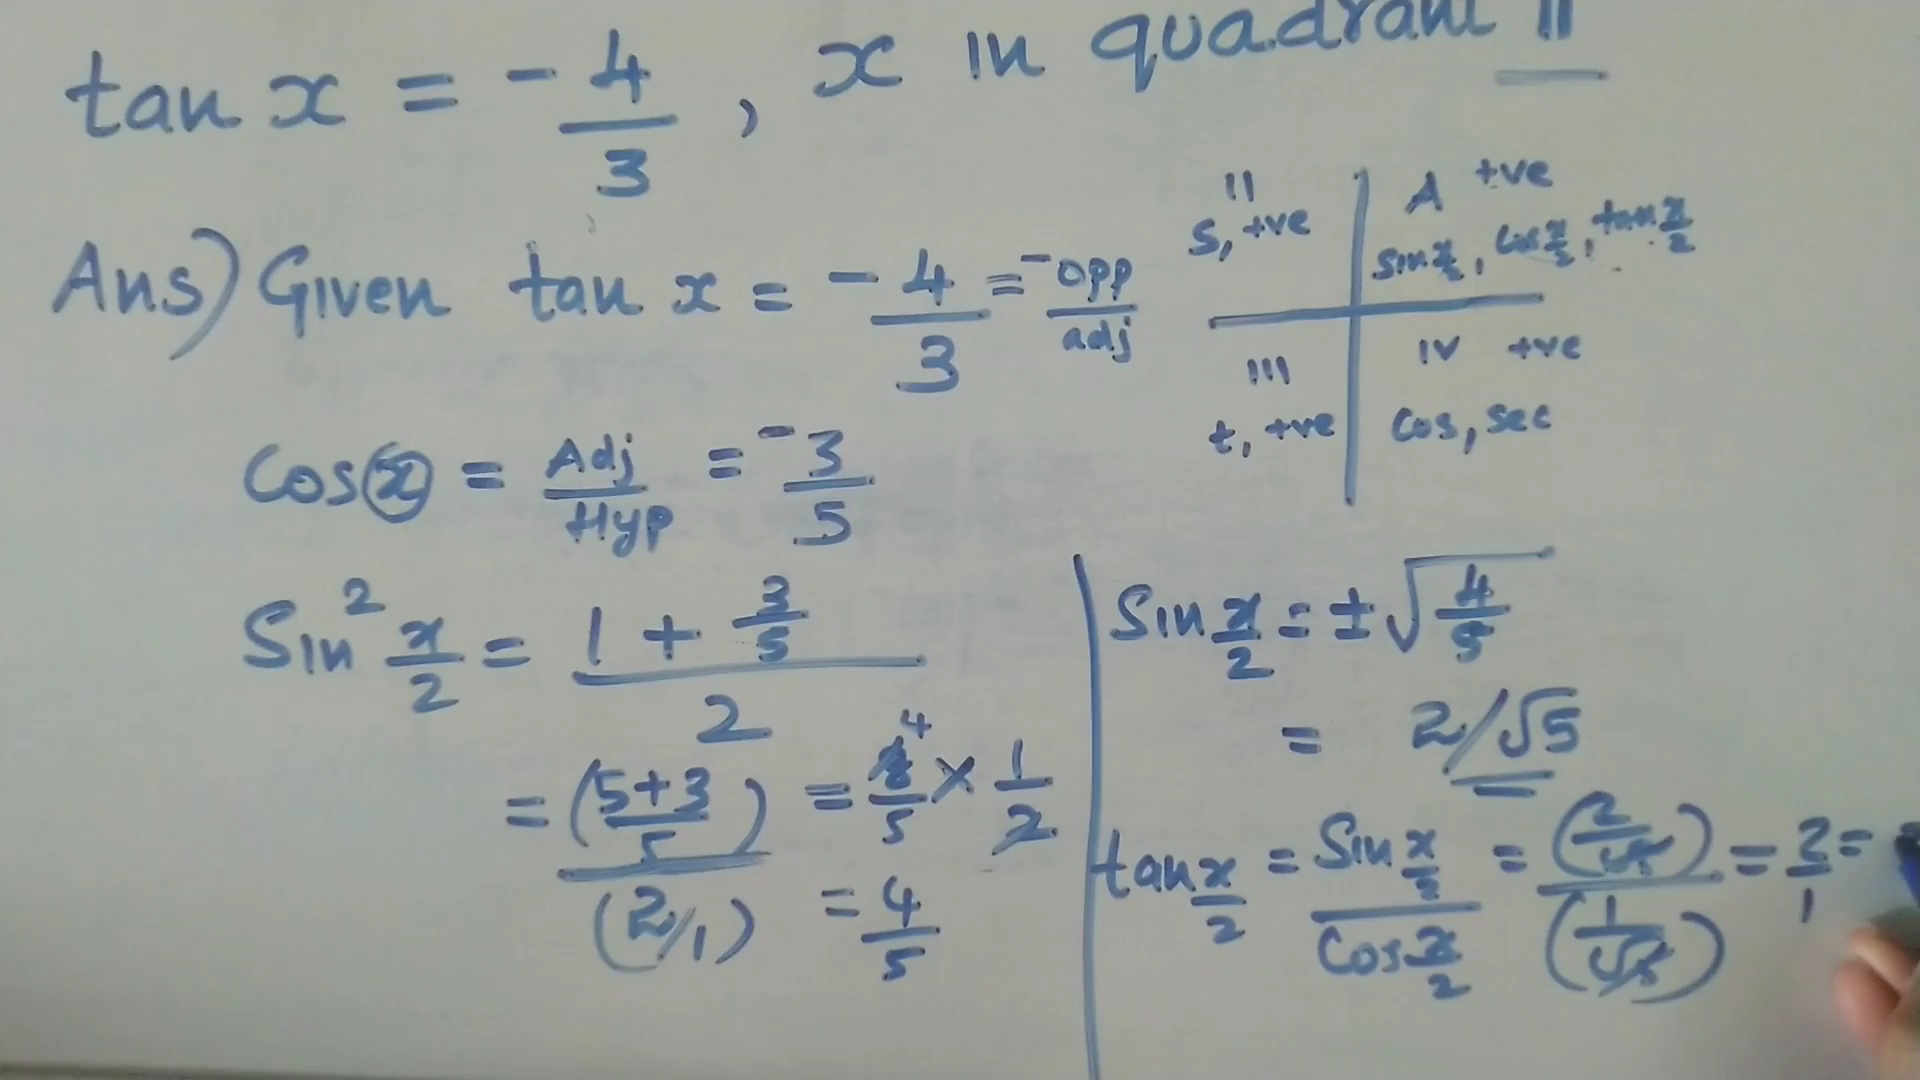 tan x = - 4/3 , x in quadrant II
Ans) Given tan x = - 4/3 = - opp/adj
II S, +ve
A +ve
sin x/2, cos x/2, tan x/2
III t, +ve
IV +ve
cos, sec
Cos x = Adj/Hyp = - 3/5
Sin² x/2 = (1 + 3/5)/2
= ((5+3)/5)/(2/1) = 8/5 × 1/2
4
= 4/5
Sin x/2 = ± √(4/5)
= 2/√5
tan x/2 = Sin x/2 / Cos x/2 = (2/√5)/(1/√5) = 2/1 =